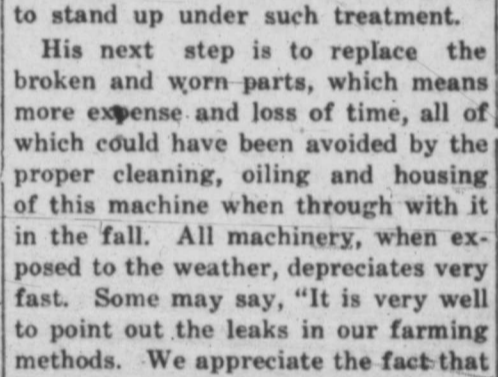 to stand up under such treatment.
His next step is to replace the
broken and worn parts, which means
more expense and loss of time, all of
which could have been avoided by the
proper cleaning, oiling and housing
of this machine when through with it
in the fall. All machinery, when ex-
posed to the weather, depreciates very
fast. Some may say, "It is very well
to point out the leaks in our farming
methods. We appreciate the fact that